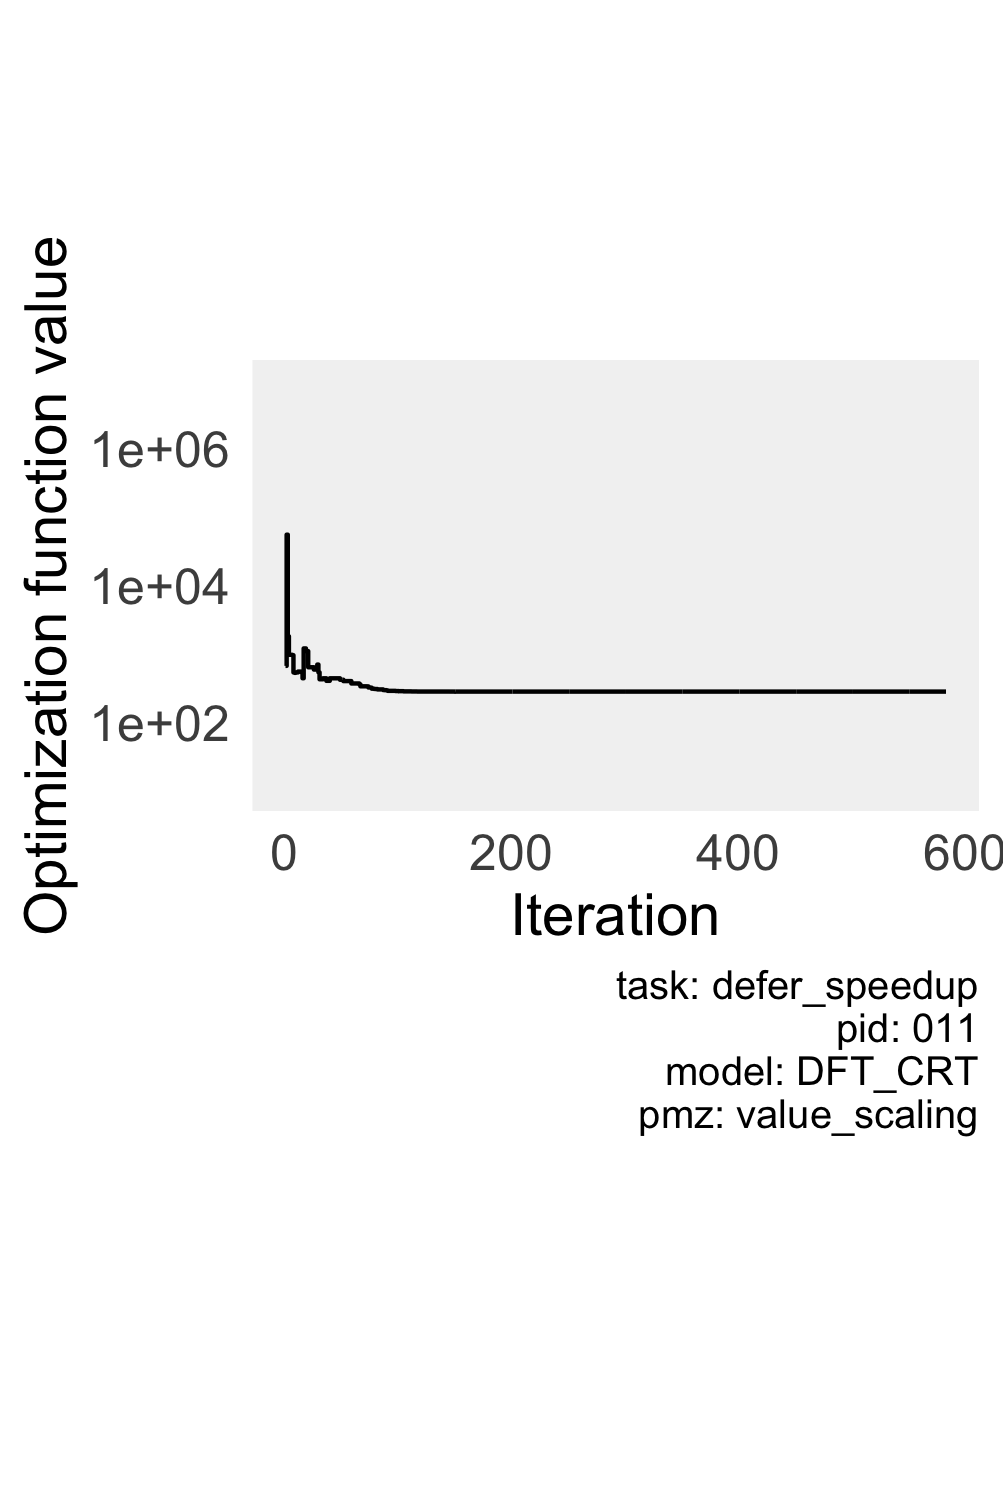 Optimization function value
1e+06
1e+04
1e+02
0 200 400 600
Iteration
task: defer_speedup
pid: 011
model: DFT_CRT
pmz: value_scaling